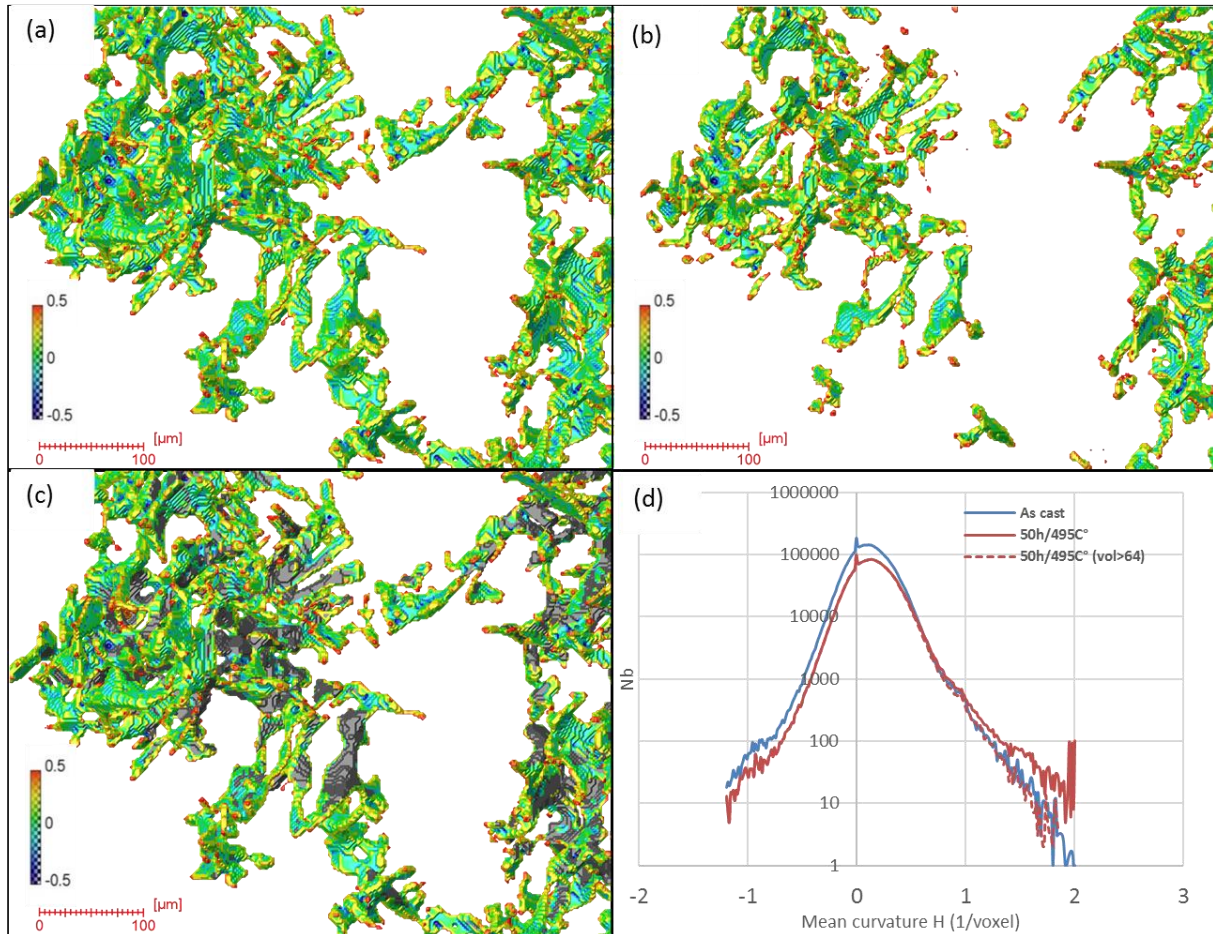 (a)
0.5
0
-0.5
[µm]
0 100
(b)
0.5
0
-0.5
[µm]
0 100
(c)
0.5
0
-0.5
[µm]
0 100
(d)
1000000
100000
10000
1000
100
10
1
Nb
As cast
50h/495C°
50h/495C° (vol>64)
-2 -1 0 1 2 3
Mean curvature H (1/voxel)